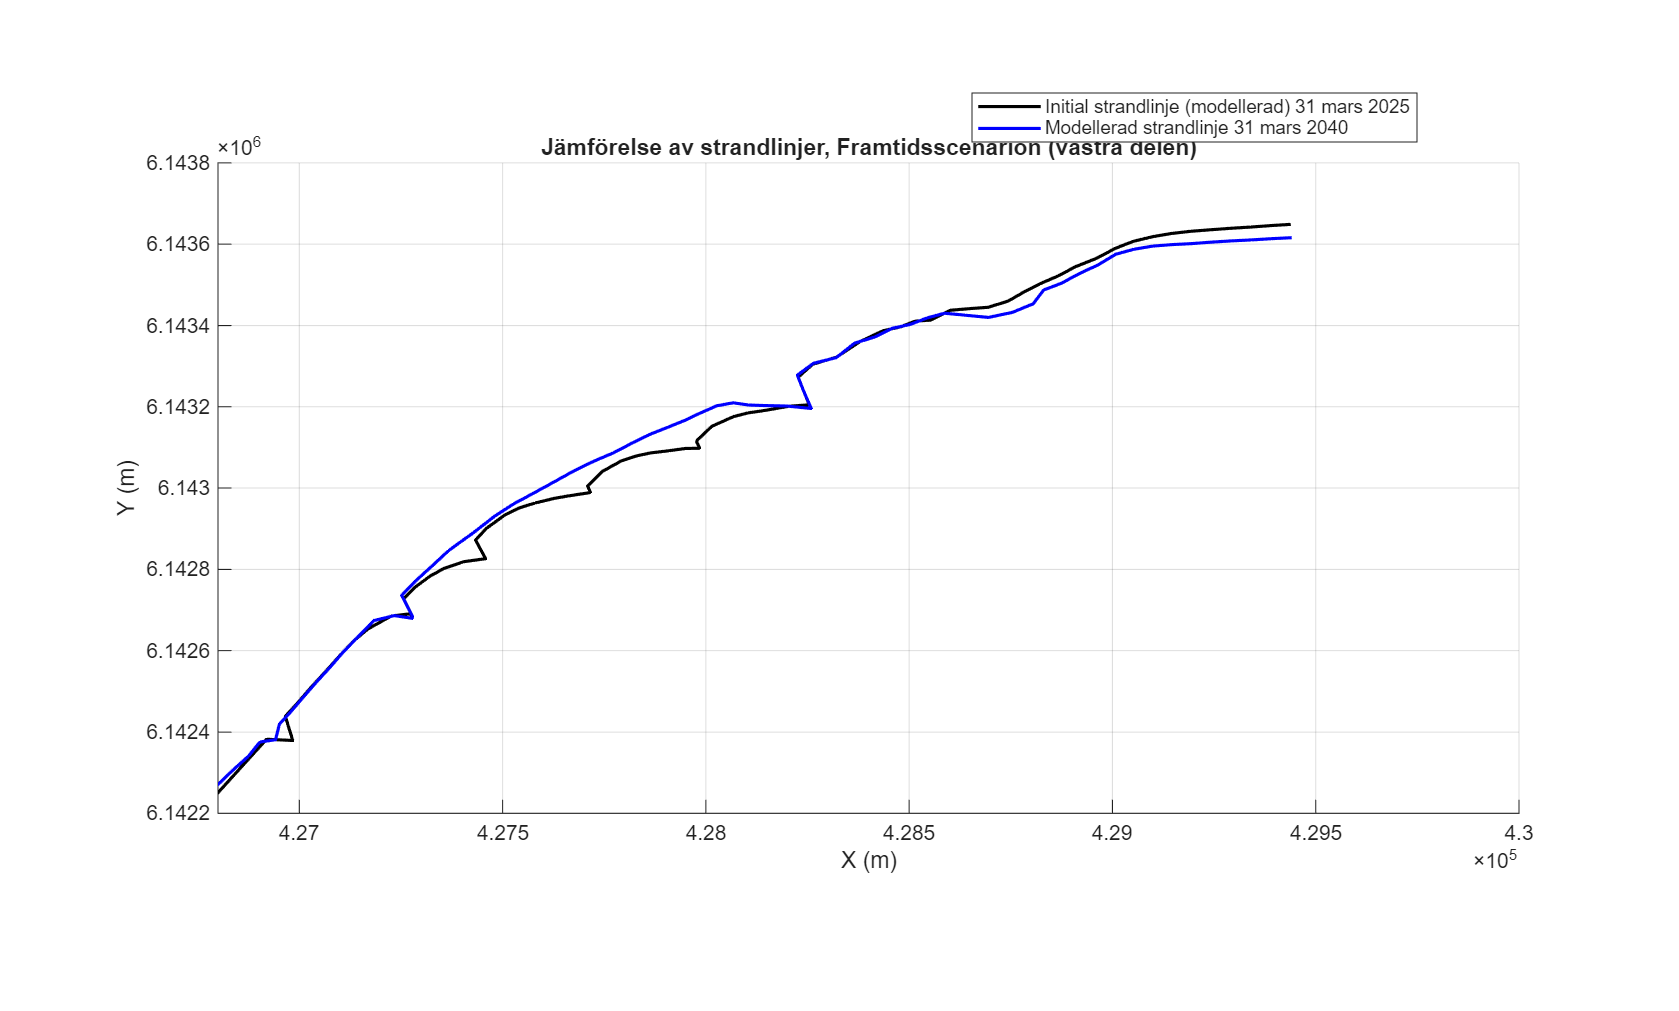 Initial strandlinje (modellerad) 31 mars 2025
Modellerad strandlinje 31 mars 2040
Jämförelse av strandlinjer, Framtidsscenarion (västra delen)
×10⁶
6.1438
6.1436
6.1434
6.1432
6.143
6.1428
6.1426
6.1424
6.1422
Y (m)
4.27 4.275 4.28 4.285 4.29 4.295 4.3
X (m)
×10⁵